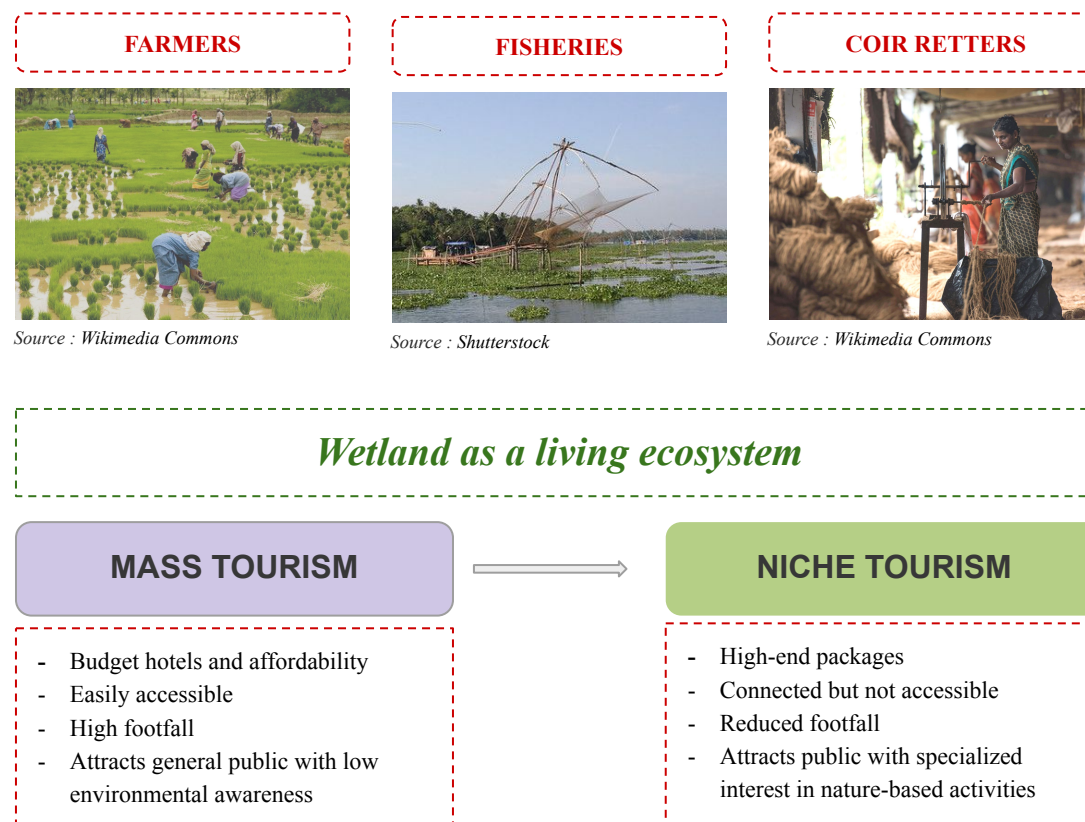 FARMERS
FISHERIES
COIR RETTERS
Source : Wikimedia Commons
Source : Shutterstock
Source : Wikimedia Commons
Wetland as a living ecosystem
MASS TOURISM
NICHE TOURISM
- Budget hotels and affordability
- Easily accessible
- High footfall
- Attracts general public with low
environmental awareness
- High-end packages
- Connected but not accessible
- Reduced footfall
- Attracts public with specialized
interest in nature-based activities